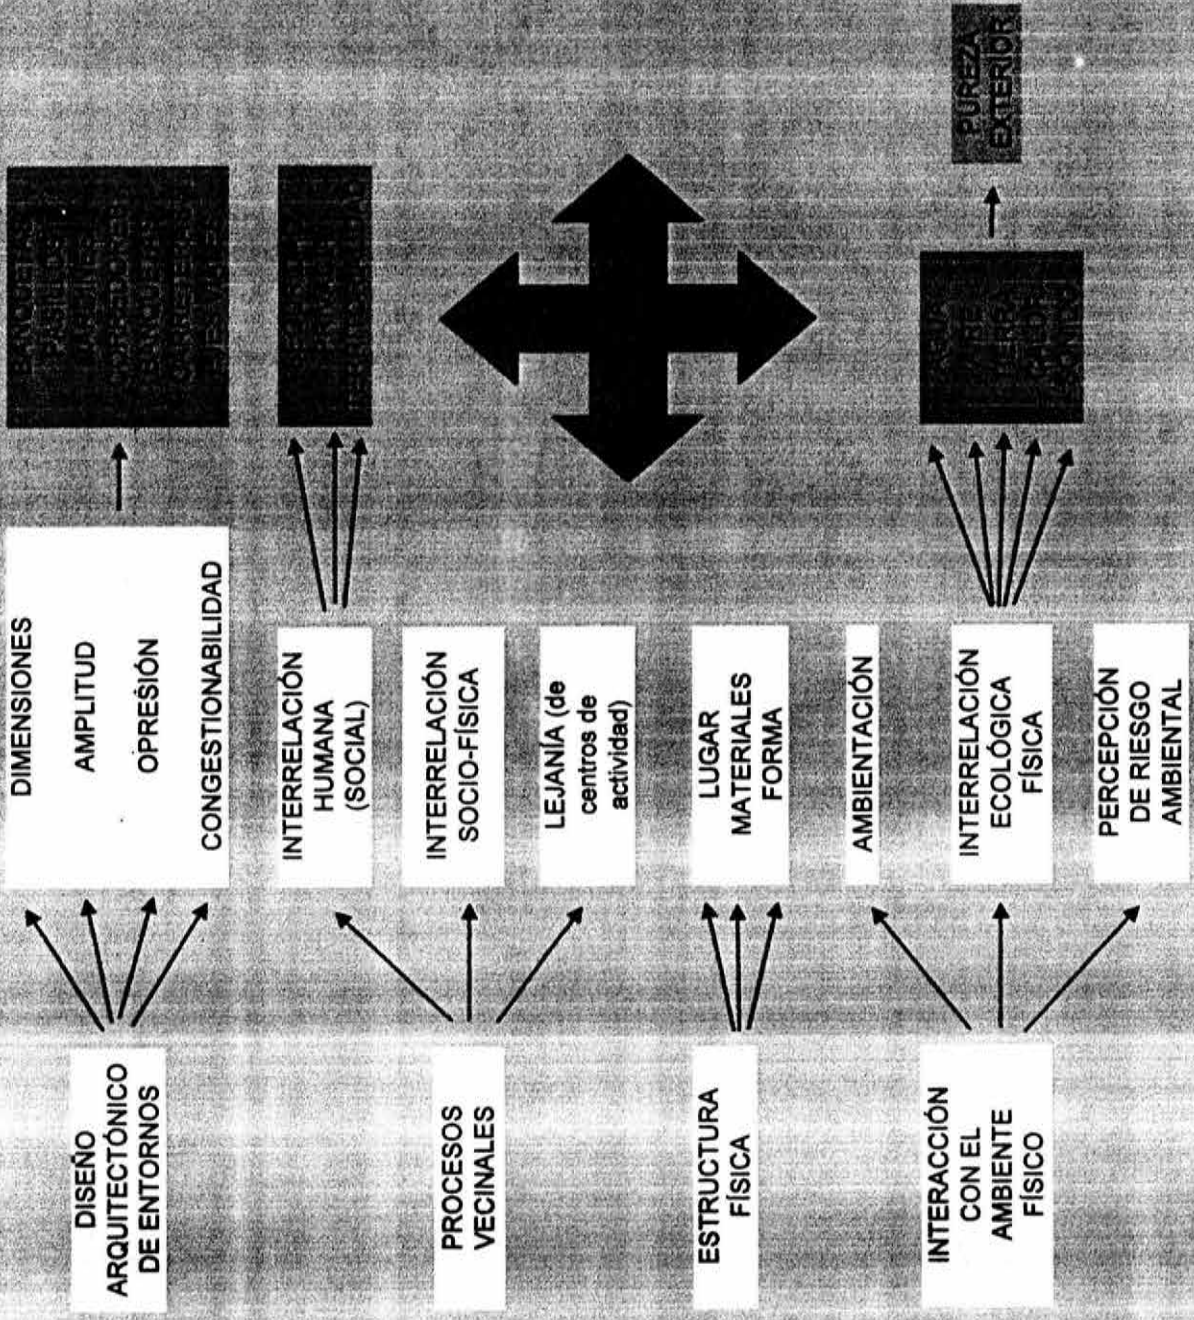 DISEÑO
ARQUITECTÓNICO
DE ENTORNOS
DIMENSIONES
AMPLITUD
OPRESIÓN
CONGESTIONABILIDAD
PROCESOS
VECINALES
INTERRELACIÓN
HUMANA
(SOCIAL)
INTERRELACIÓN
SOCIO-FÍSICA
LEJANÍA (de
centros de
actividad)
ESTRUCTURA
FÍSICA
LUGAR
MATERIALES
FORMA
INTERACCIÓN
CON EL
AMBIENTE
FÍSICO
AMBIENTACIÓN
INTERRELACIÓN
ECOLÓGICA
FÍSICA
PERCEPCIÓN
DE RIESGO
AMBIENTAL
PUREZA
EXTERIOR